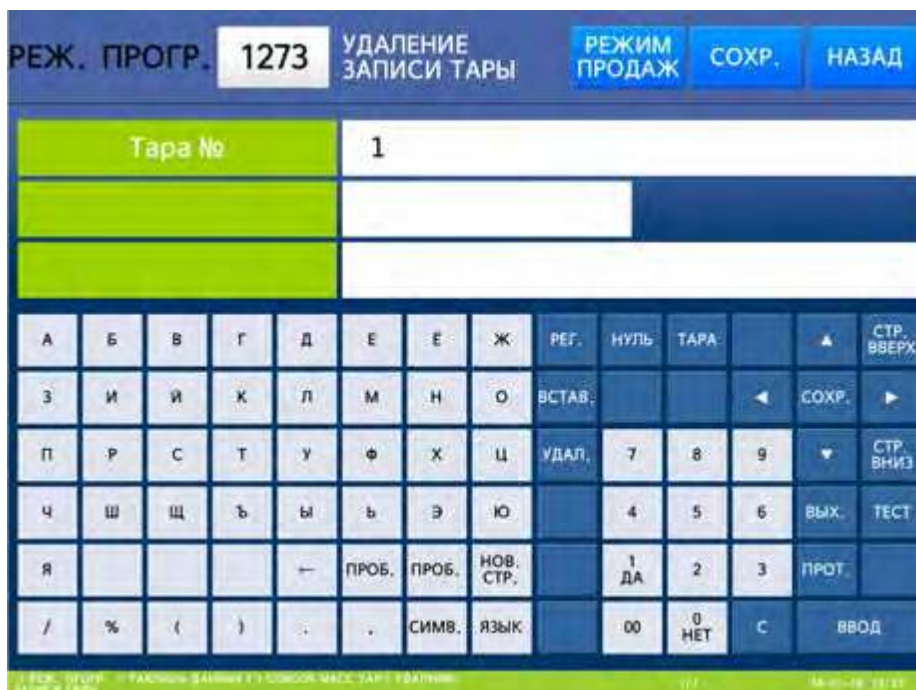 РЕЖ. ПРОГР. 1273 УДАЛЕНИЕ ЗАПИСИ ТАРЫ РЕЖИМ ПРОДАЖ СОХР. НАЗАД
Тара № 1
А Б В Г Д Е Ё Ж РЕГ. НУЛЬ ТАРА ▲ СТР. ВВЕРХ
З И Й К Л М Н О ВСТАВ. ◄ СОХР. ►
П Р С Т У Ф Х Ц УДАЛ. 7 8 9 ▼ СТР. ВНИЗ
Ч Ш Щ Ъ Ы Ь Э Ю 4 5 6 ВЫХ. ТЕСТ
Я ← ПРОБ. ПРОБ. НОВ. СТР. 1 ДА 2 3 ПРОТ.
/ % ( ) . . СИМВ. ЯЗЫК 00 0 НЕТ С ВВОД
РЕЖ. ПРОГР.